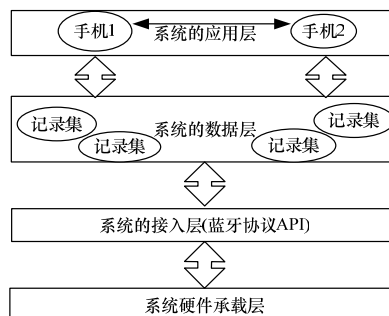 手机1
系统的应用层
手机2
记录集
记录集
系统的数据层
记录集
记录集
系统的接入层(蓝牙协议API)
系统硬件承载层